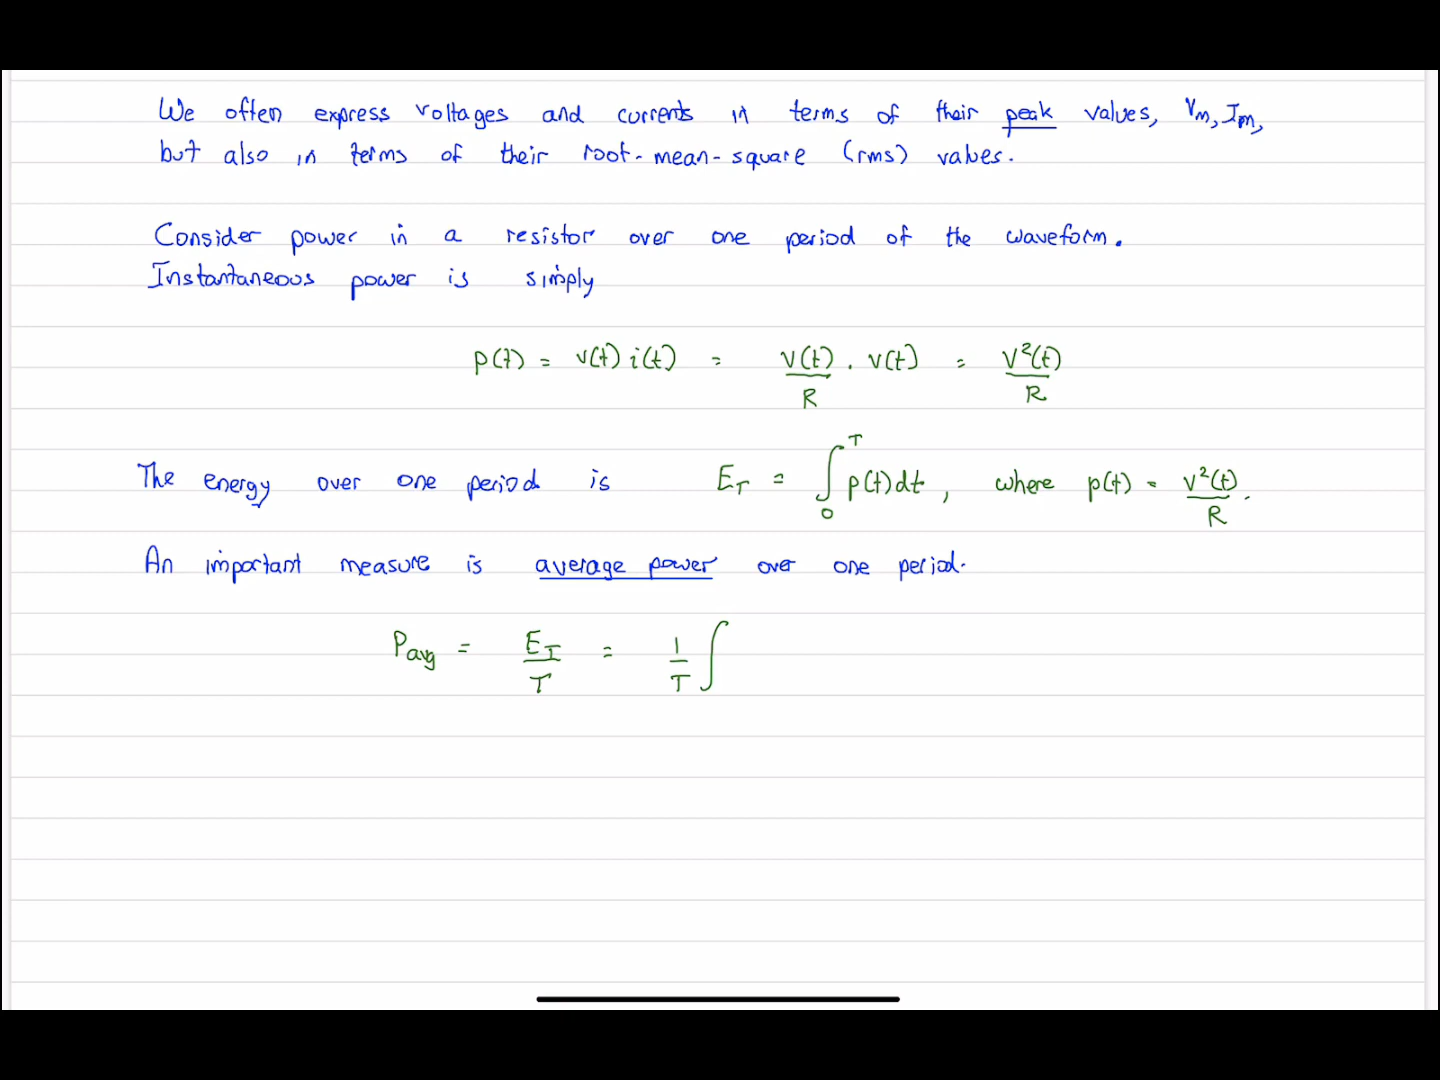 We often express voltages and currents in terms of their peak values, Vm, Im,
but also in terms of their root-mean-square (rms) values.
Consider power in a resistor over one period of the waveform.
Instantaneous power is simply
p(t) = v(t) i(t) = v(t)/R . v(t) = v²(t)/R
The energy over one period is E_T = ∫₀ᵀ p(t)dt, where p(t) = v²(t)/R.
An important measure is average power over one period.
Pavg = E_T/T = 1/T ∫